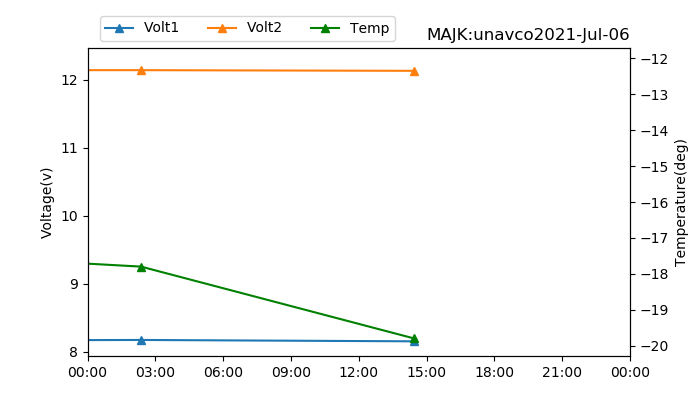 Volt1 Volt2 Temp
MAJK:unavco2021-Jul-06
Voltage(v)
12
11
10
9
8
−12
−13
−14
−15
−16
−17
−18
−19
−20
Temperature(deg)
00:00 03:00 06:00 09:00 12:00 15:00 18:00 21:00 00:00